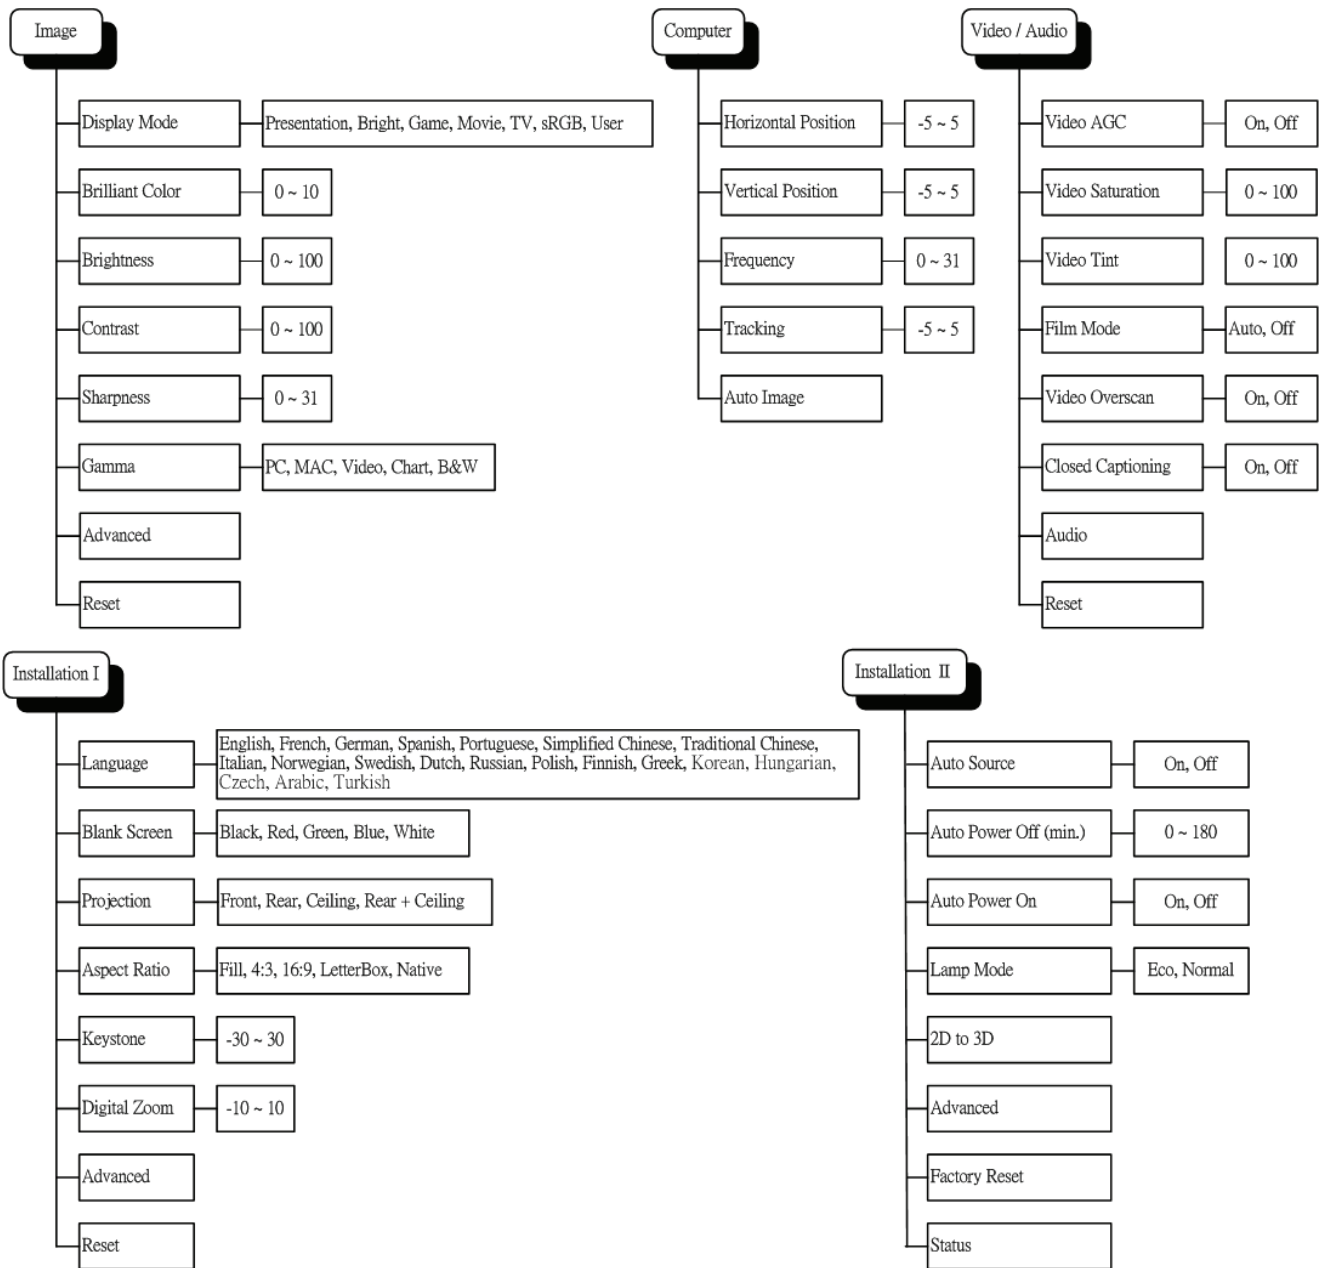 Image
Display Mode
Presentation, Bright, Game, Movie, TV, sRGB, User
Brilliant Color
0 ~ 10
Brightness
0 ~ 100
Contrast
0 ~ 100
Sharpness
0 ~ 31
Gamma
PC, MAC, Video, Chart, B&W
Advanced
Reset
Computer
Horizontal Position
-5 ~ 5
Vertical Position
-5 ~ 5
Frequency
0 ~ 31
Tracking
-5 ~ 5
Auto Image
Video / Audio
Video AGC
On, Off
Video Saturation
0 ~ 100
Video Tint
0 ~ 100
Film Mode
Auto, Off
Video Overscan
On, Off
Closed Captioning
On, Off
Audio
Reset
Installation I
Language
English, French, German, Spanish, Portuguese, Simplified Chinese, Traditional Chinese,
Italian, Norwegian, Swedish, Dutch, Russian, Polish, Finnish, Greek, Korean, Hungarian,
Czech, Arabic, Turkish
Blank Screen
Black, Red, Green, Blue, White
Projection
Front, Rear, Ceiling, Rear + Ceiling
Aspect Ratio
Fill, 4:3, 16:9, LetterBox, Native
Keystone
-30 ~ 30
Digital Zoom
-10 ~ 10
Advanced
Reset
Installation II
Auto Source
On, Off
Auto Power Off (min.)
0 ~ 180
Auto Power On
On, Off
Lamp Mode
Eco, Normal
2D to 3D
Advanced
Factory Reset
Status